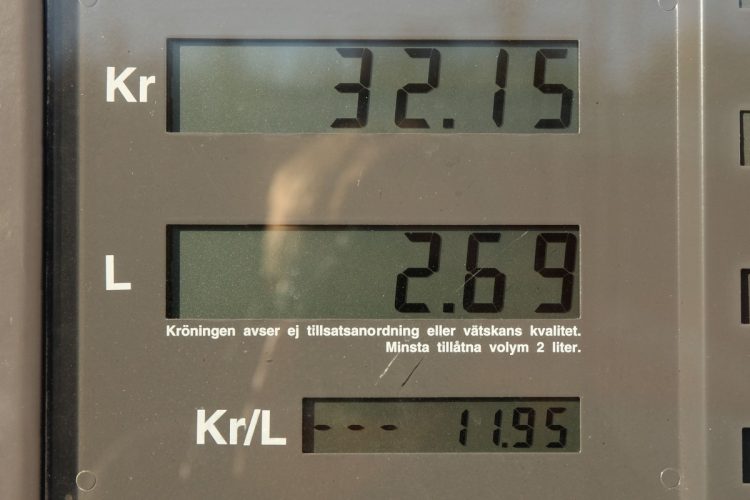 Kr 32.15
L 2.69
Kröningen avser ej tillsatsanordning eller vätskans kvalitet.
Minsta tillåtna volym 2 liter.
Kr/L --- 11.95